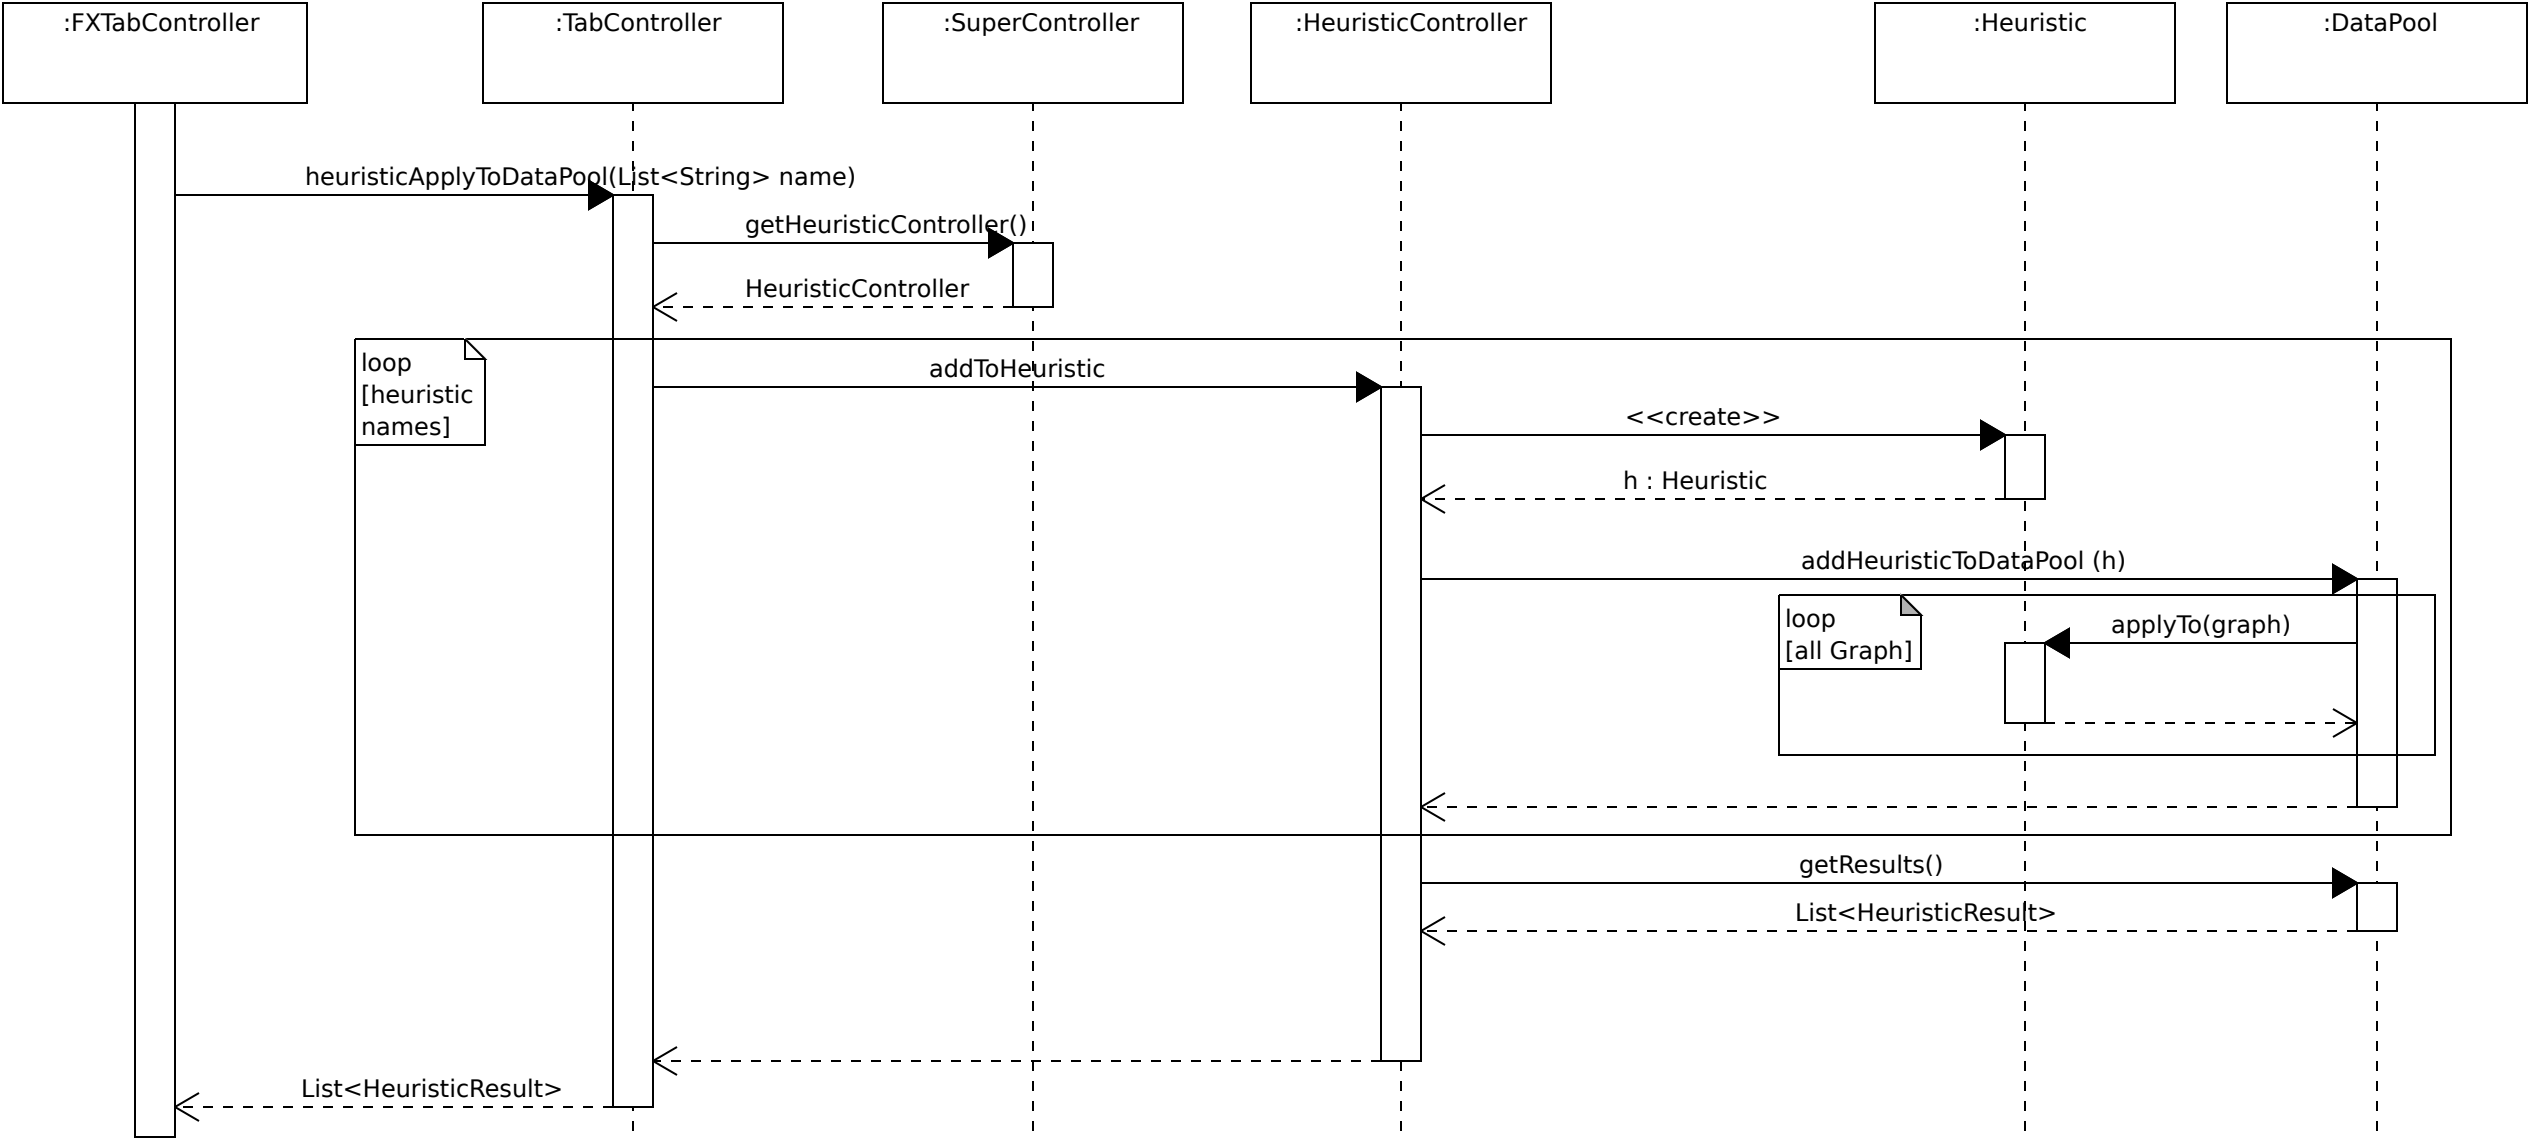 :FXTabController
:TabController
:SuperController
:HeuristicController
:Heuristic
:DataPool
heuristicApplyToDataPool(List<String> name)
getHeuristicController()
HeuristicController
loop
[heuristic
names]
addToHeuristic
<<create>>
h : Heuristic
addHeuristicToDataPool (h)
loop
[all Graph]
applyTo(graph)
getResults()
List<HeuristicResult>
List<HeuristicResult>